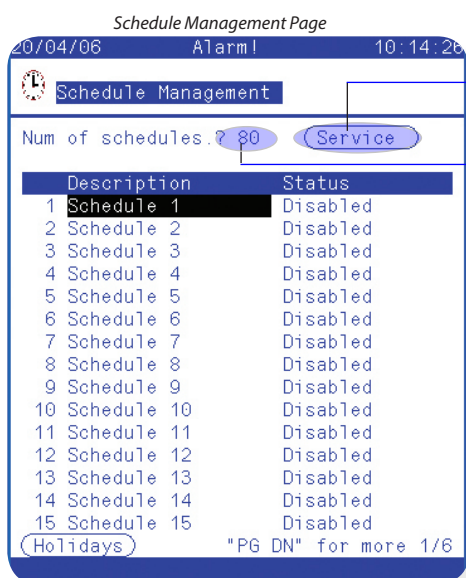 Schedule Management Page
20/04/06 Alarm! 10:14:26
Schedule Management
Num of schedules.? 80 (Service )
Description Status
1 Schedule 1 Disabled
2 Schedule 2 Disabled
3 Schedule 3 Disabled
4 Schedule 4 Disabled
5 Schedule 5 Disabled
6 Schedule 6 Disabled
7 Schedule 7 Disabled
8 Schedule 8 Disabled
9 Schedule 9 Disabled
10 Schedule 10 Disabled
11 Schedule 11 Disabled
12 Schedule 12 Disabled
13 Schedule 13 Disabled
14 Schedule 14 Disabled
15 Schedule 15 Disabled
(Holidays) "PG DN" for more 1/6